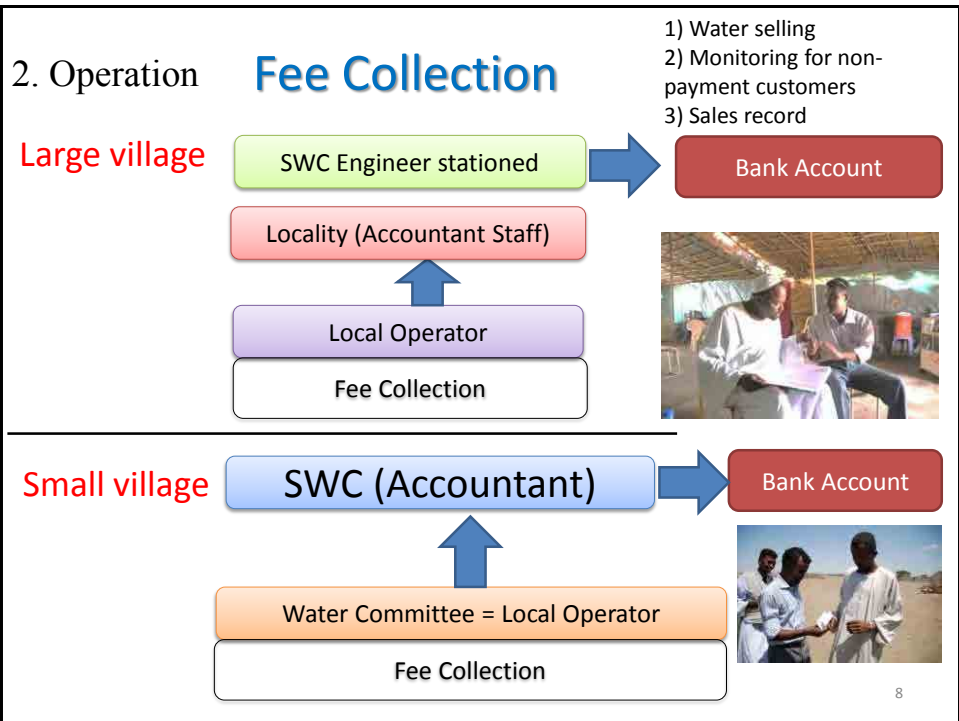 2. Operation
Fee Collection
1) Water selling
2) Monitoring for non-
payment customers
3) Sales record
Large village
SWC Engineer stationed
Bank Account
Locality (Accountant Staff)
Local Operator
Fee Collection
Small village
SWC (Accountant)
Bank Account
Water Committee = Local Operator
Fee Collection
8